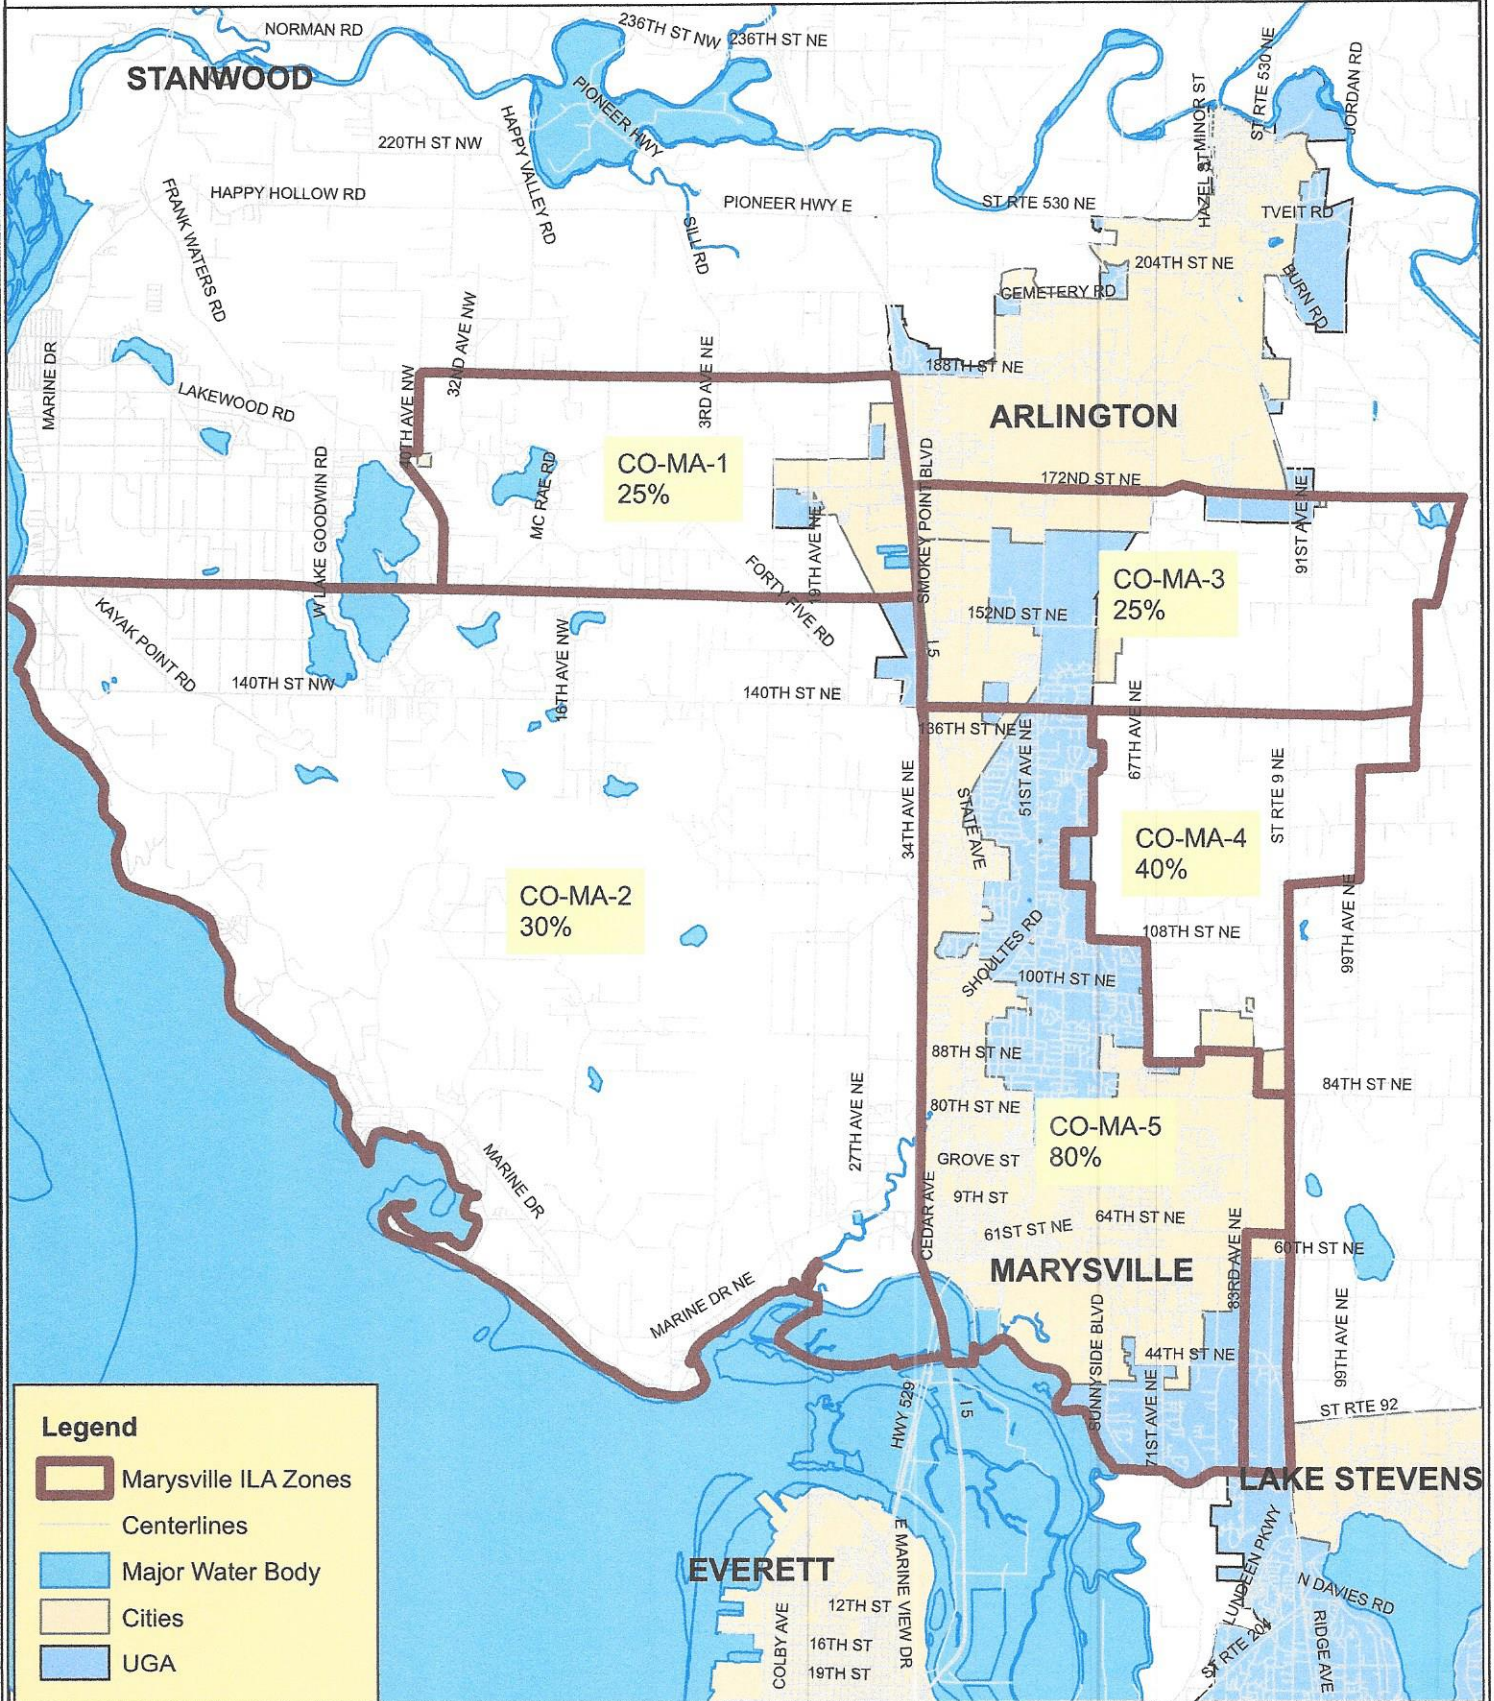 NORMAN RD
236TH ST NW
236TH ST NE
STANWOOD
PIONEER HWY
220TH ST NW
HAPPY VALLEY RD
HAZEL ST
MINOR ST
ST RTE 530 NE
JORDAN RD
FRANK WATERS RD
HAPPY HOLLOW RD
PIONEER HWY E
ST RTE 530 NE
TVEIT RD
SILL RD
204TH ST NE
CEMETERY RD
BURN RD
MARINE DR
LAKEWOOD RD
32ND AVE NW
3RD AVE NE
188TH ST NE
40TH AVE NW
ARLINGTON
CO-MA-1
25%
MC RAE RD
W LAKE GOODWIN RD
SMOKEY POINT BLVD
172ND ST NE
19TH AVE NE
91ST AVE NE
FORTY FIVE RD
CO-MA-3
25%
152ND ST NE
KAYAK POINT RD
16TH AVE NW
I 5
140TH ST NW
140TH ST NE
136TH ST NE
51ST AVE NE
67TH AVE NE
34TH AVE NE
STATE AVE
ST RTE 9 NE
CO-MA-4
40%
CO-MA-2
30%
108TH ST NE
99TH AVE NE
SHOULTES RD
100TH ST NE
88TH ST NE
84TH ST NE
27TH AVE NE
80TH ST NE
CO-MA-5
80%
MARINE DR
GROVE ST
CEDAR AVE
9TH ST
61ST ST NE
64TH ST NE
83RD AVE NE
60TH ST NE
MARYSVILLE
MARINE DR NE
SUNNYSIDE BLVD
44TH ST NE
99TH AVE NE
71ST AVE NE
HWY 529
I 5
ST RTE 92
LAKE STEVENS
Legend
Marysville ILA Zones
Centerlines
Major Water Body
Cities
UGA
EVERETT
E MARINE VIEW DR
LUNDEEN PKWY
N DAVIES RD
COLBY AVE
12TH ST
16TH ST
19TH ST
ST RTE 204
RIDGE AVE